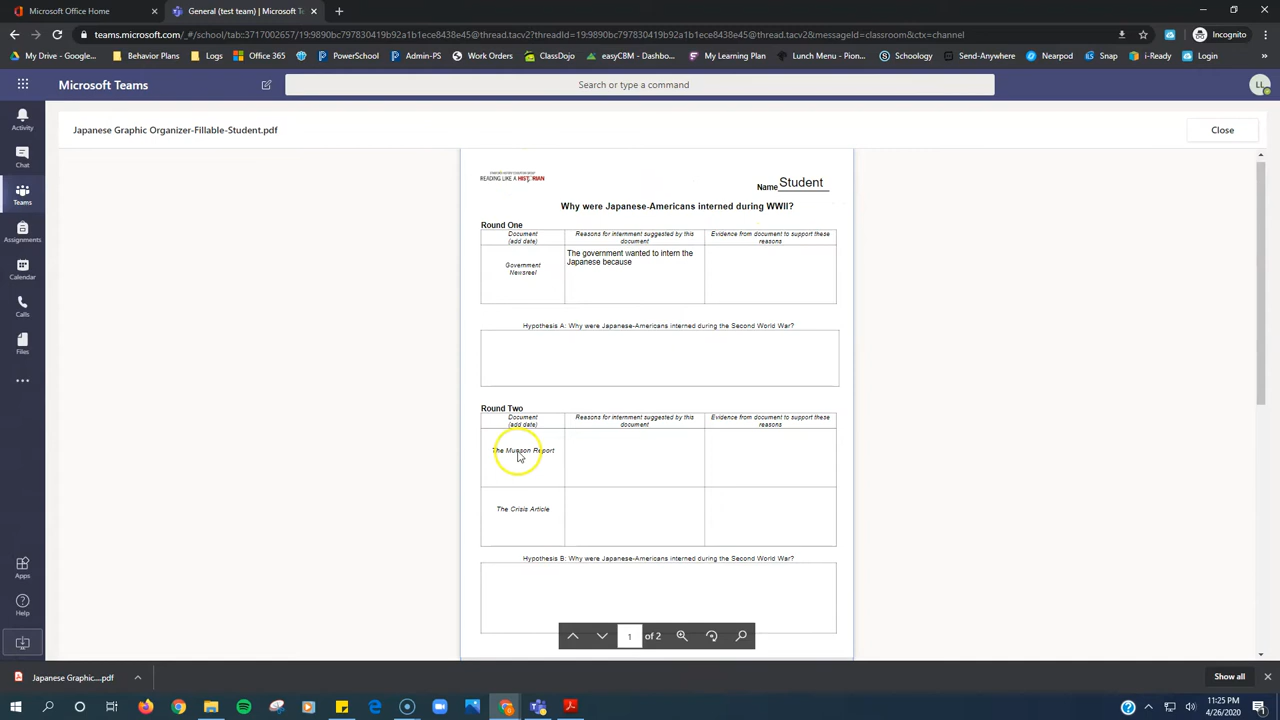 Microsoft Office Home
General (test team) | Microsoft Te
teams.microsoft.com/_#/school/tab::3717002657/19:9890bc797830419b92a1b1ece8438e45@thread.tacv2?threadId=19:9890bc797830419b92a1b1ece8438e45@thread.tacv2&messageId=classroom&ctx=channel
Incognito
My Drive - Google...
Behavior Plans
Logs
Office 365
PowerSchool
Admin-PS
Work Orders
ClassDojo
easyCBM - Dashbo...
My Learning Plan
Lunch Menu - Pion...
Schoology
Send-Anywhere
Nearpod
Snap
i-Ready
Login
Microsoft Teams
Search or type a command
LL
Activity
Chat
Teams
Assignments
Calendar
Calls
Files
Apps
Help
Japanese Graphic Organizer-Fillable-Student.pdf
Close
READING LIKE A HISTORIAN
Name Student
Why were Japanese-Americans interned during WWII?
Round One
Document
(add date)
Reasons for internment suggested by this
document
Evidence from document to support these
reasons
Government
Newsreel
The government wanted to intern the
Japanese because
Hypothesis A: Why were Japanese-Americans interned during the Second World War?
Round Two
Document
(add date)
Reasons for internment suggested by this
document
Evidence from document to support these
reasons
The Munson Report
The Crisis Article
Hypothesis B: Why were Japanese-Americans interned during the Second World War?
1 of 2
Japanese Graphic....pdf
Show all
11:25 PM
4/26/2020